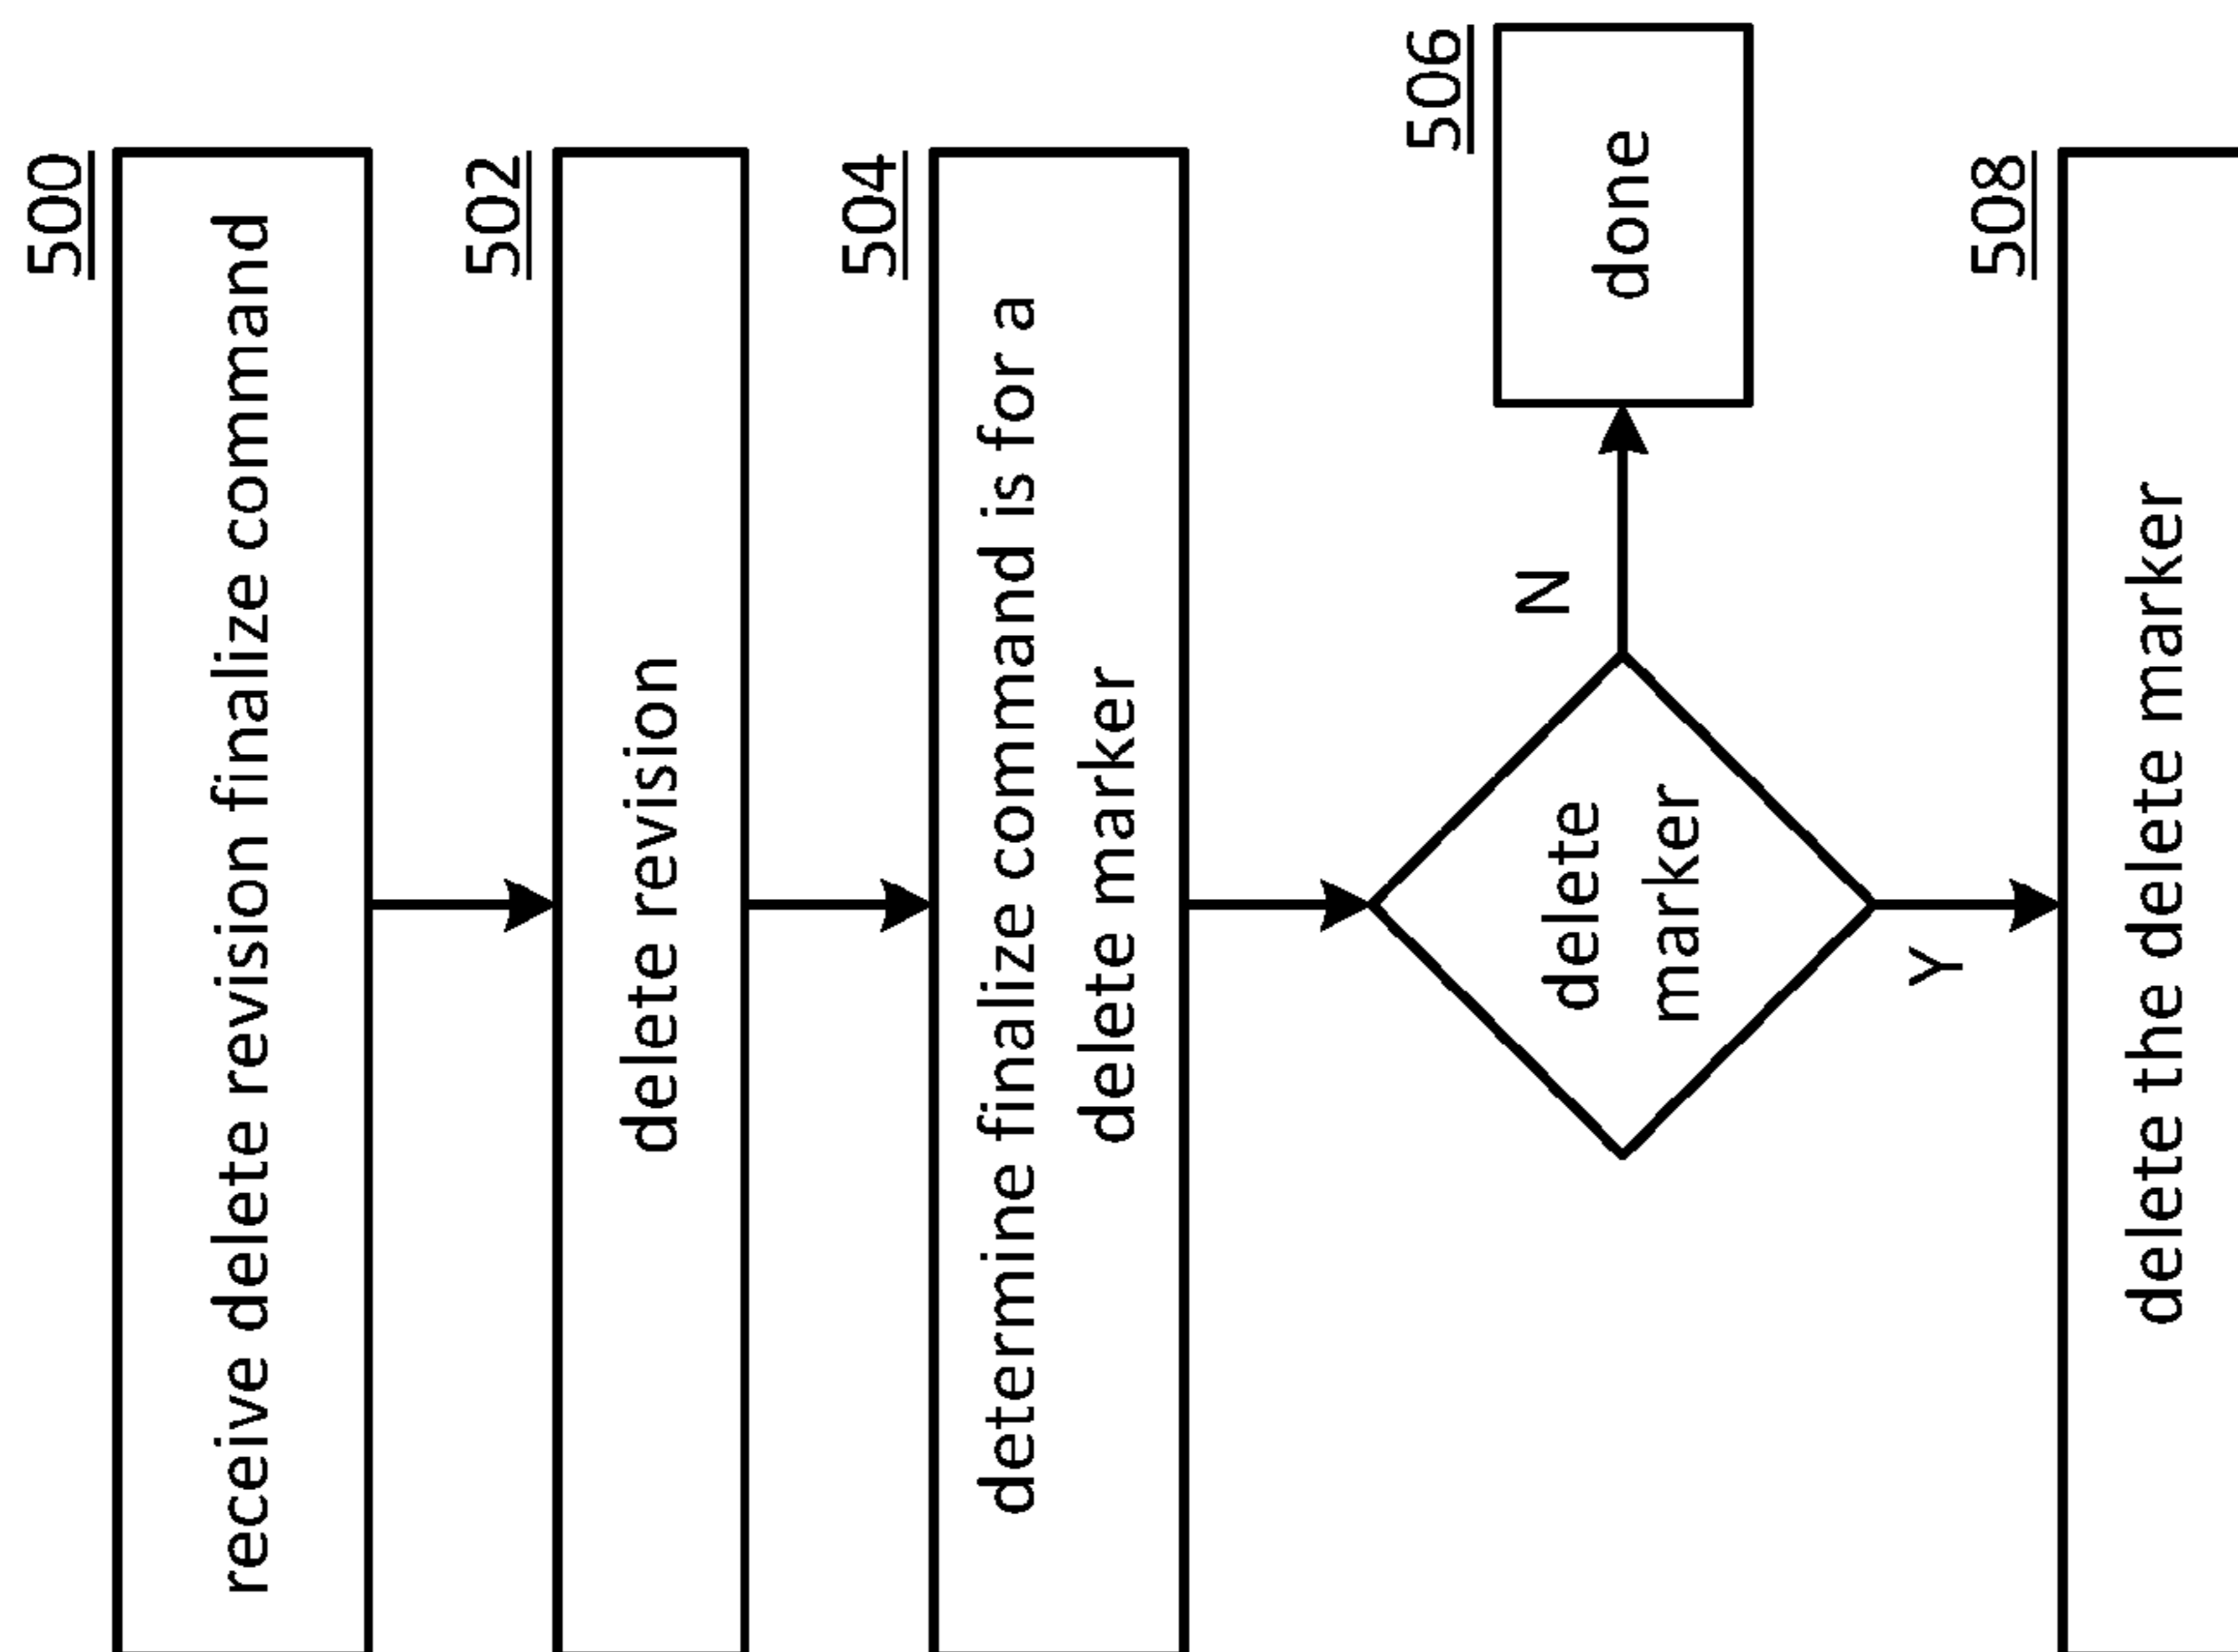 500
receive delete revision finalize command
502
delete revision
504
determine finalize command is for a
delete marker
delete
marker
N
506
done
Y
508
delete the delete marker